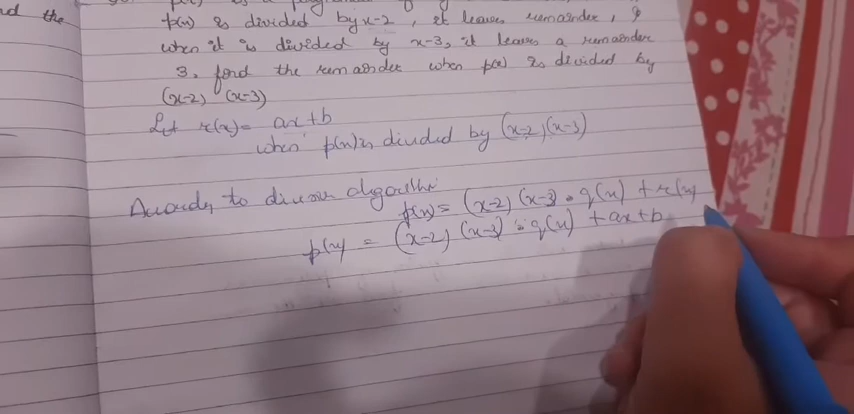 nd the
p(x) is divided by x-2, it leaves remainder,
when it is divided by x-3, it leaves a remainder
3, find the remainder when p(x) is divided by
(x-2) (x-3)
Let r(x) = ax+b
when p(x) is divided by (x-2)(x-3)
to division algorithm
p(x) = (x-2) (x-3) . q(x) + r(x)
p(x) = (x-2) (x-3) . q(x) + ax+b